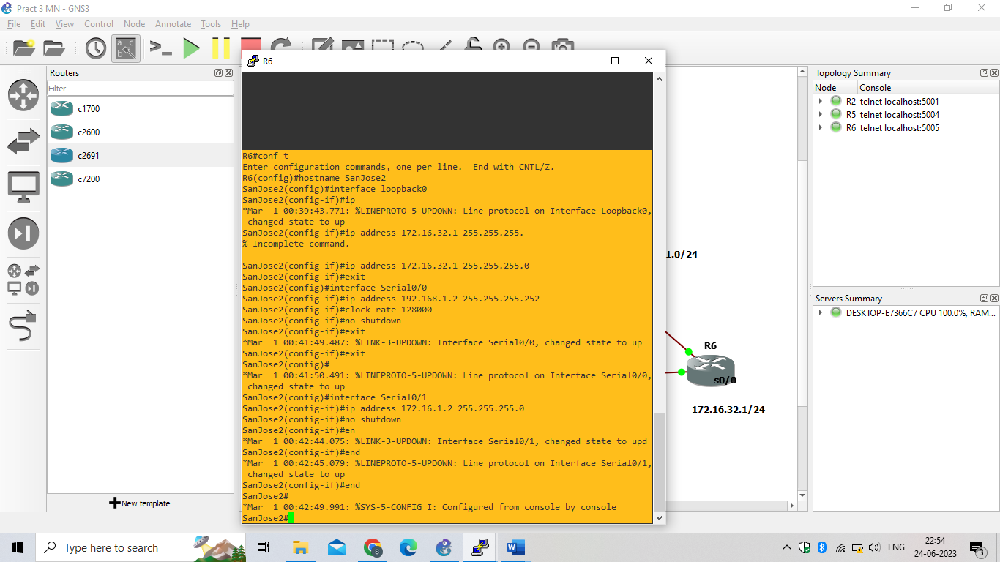 Pract 3 MN - GNS3
File Edit View Control Node Annotate Tools Help
Routers
Filter
c1700
c2600
c2691
c7200
New template
R6
R6#conf t
Enter configuration commands, one per line.  End with CNTL/Z.
R6(config)#hostname SanJose2
SanJose2(config)#interface loopback0
SanJose2(config-if)#ip
*Mar  1 00:39:43.771: %LINEPROTO-5-UPDOWN: Line protocol on Interface Loopback0,
changed state to up
SanJose2(config-if)#ip address 172.16.32.1 255.255.255.
% Incomplete command.
SanJose2(config-if)#ip address 172.16.32.1 255.255.255.0
SanJose2(config-if)#exit
SanJose2(config)#interface Serial0/0
SanJose2(config-if)#ip address 192.168.1.2 255.255.255.252
SanJose2(config-if)#clock rate 128000
SanJose2(config-if)#no shutdown
SanJose2(config-if)#exit
*Mar  1 00:41:49.487: %LINK-3-UPDOWN: Interface Serial0/0, changed state to up
SanJose2(config-if)#exit
SanJose2(config)#
*Mar  1 00:41:50.491: %LINEPROTO-5-UPDOWN: Line protocol on Interface Serial0/0,
changed state to up
SanJose2(config)#interface Serial0/1
SanJose2(config-if)#ip address 172.16.1.2 255.255.255.0
SanJose2(config-if)#no shutdown
SanJose2(config-if)#en
*Mar  1 00:42:44.075: %LINK-3-UPDOWN: Interface Serial0/1, changed state to upd
SanJose2(config-if)#end
*Mar  1 00:42:45.079: %LINEPROTO-5-UPDOWN: Line protocol on Interface Serial0/1,
changed state to up
SanJose2(config-if)#end
SanJose2#
*Mar  1 00:42:49.991: %SYS-5-CONFIG_I: Configured from console by console
SanJose2#
1.0/24
R6
172.16.32.1/24
Topology Summary
Node Console
R2 telnet localhost:5001
R5 telnet localhost:5004
R6 telnet localhost:5005
Servers Summary
DESKTOP-E7366C7 CPU 100.0%, RAM...
Type here to search
ENG
22:54
24-06-2023
3